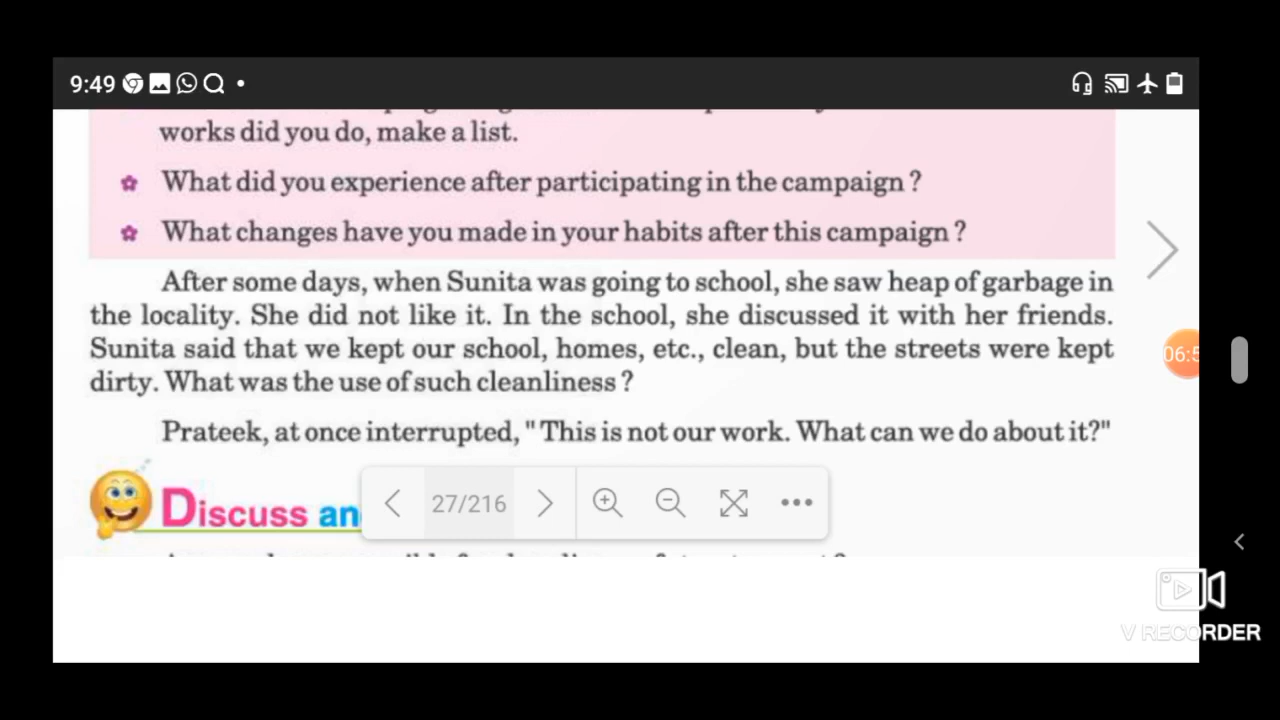 9:49
works did you do, make a list.
What did you experience after participating in the campaign ?
What changes have you made in your habits after this campaign ?
After some days, when Sunita was going to school, she saw heap of garbage in
the locality. She did not like it. In the school, she discussed it with her friends.
Sunita said that we kept our school, homes, etc., clean, but the streets were kept
06:5
dirty. What was the use of such cleanliness ?
Prateek, at once interrupted, "This is not our work. What can we do about it?"
27/216
Discuss an
V RECORDER